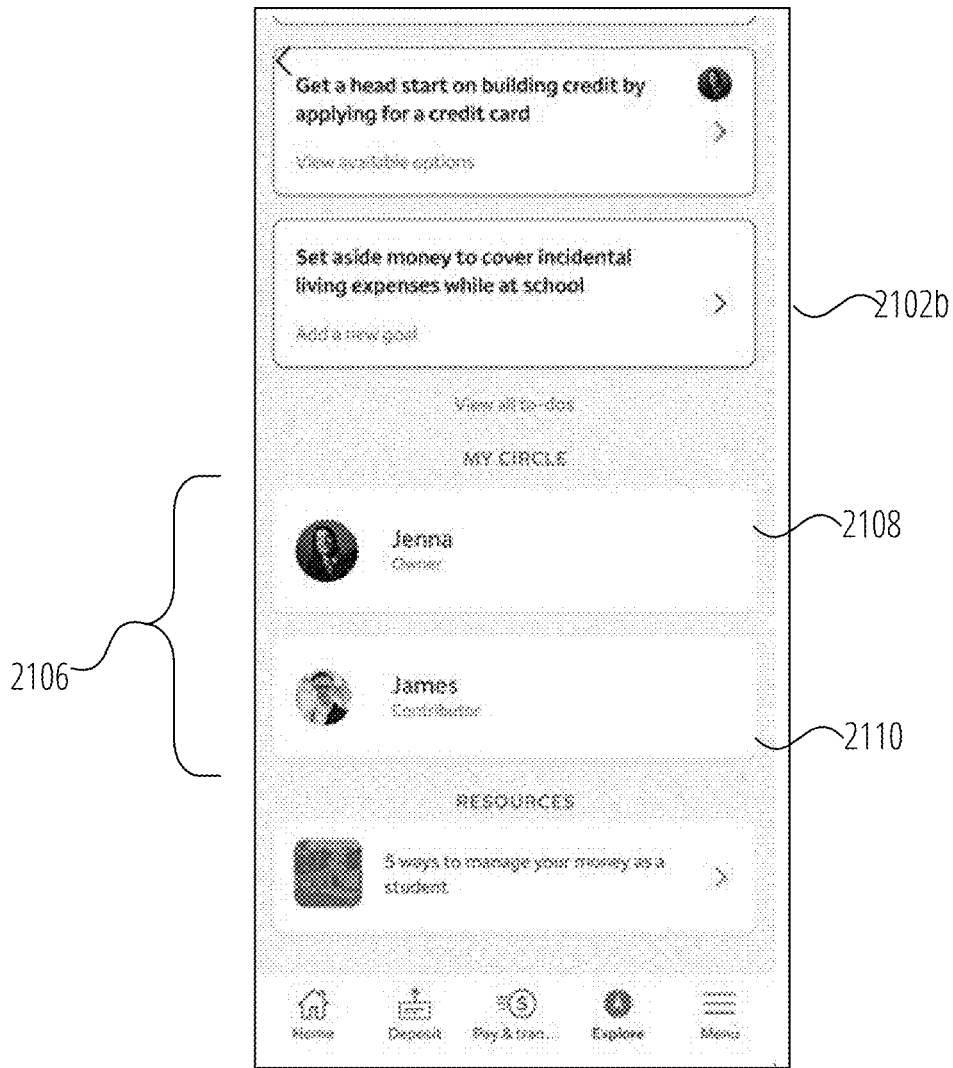 Get a head start on building credit by
applying for a credit card
View available options
Set aside money to cover incidental
living expenses while at school
2102b
Add a new goal
View all to-dos
MY CIRCLE
2108
Jenna
Owner
2106
James
Contributor
2110
RESOURCES
5 ways to manage your money as a
student
Home
Deposit
Pay & tran...
Explore
Menu